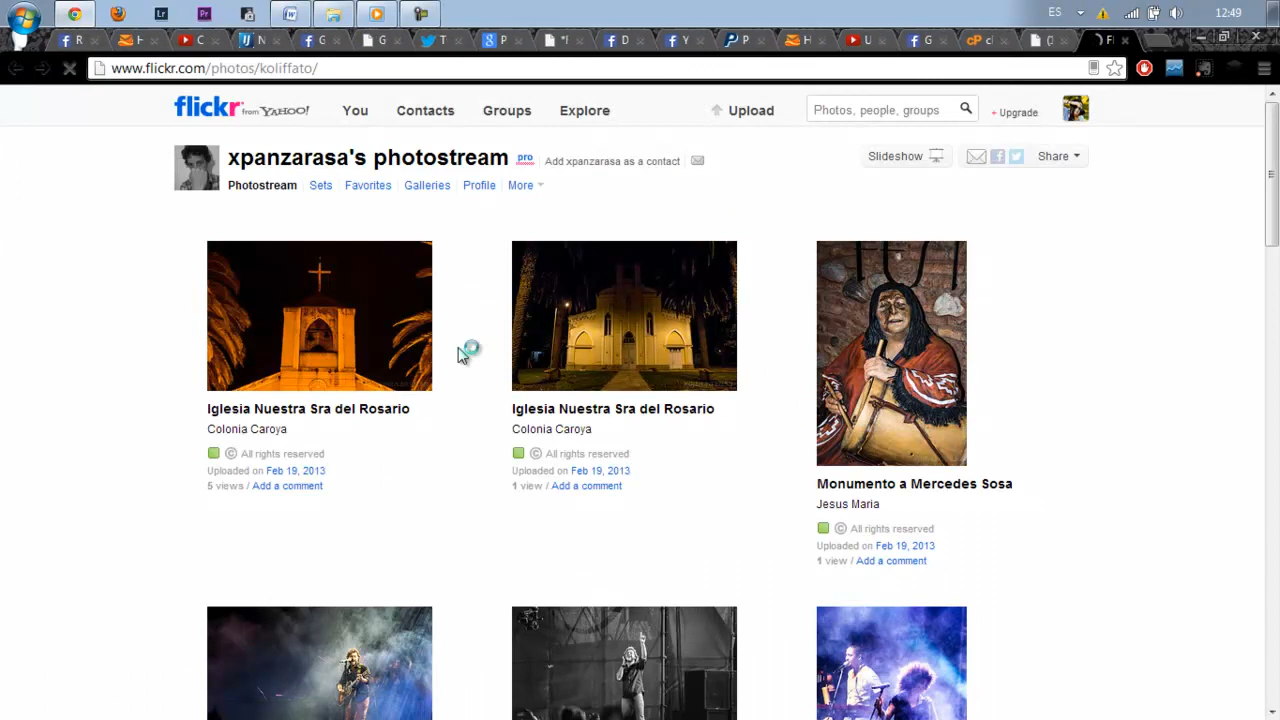 ES 12:49
R H C N G G T P *I D Y P H U G cl ( Fl
www.flickr.com/photos/koliffato/
flickr from YAHOO! You Contacts Groups Explore Upload Photos, people, groups + Upgrade
xpanzarasa's photostream pro Add xpanzarasa as a contact
Slideshow Share
Photostream Sets Favorites Galleries Profile More
Iglesia Nuestra Sra del Rosario
Colonia Caroya
© All rights reserved
Uploaded on Feb 19, 2013
5 views / Add a comment
Iglesia Nuestra Sra del Rosario
Colonia Caroya
© All rights reserved
Uploaded on Feb 19, 2013
1 view / Add a comment
Monumento a Mercedes Sosa
Jesus Maria
© All rights reserved
Uploaded on Feb 19, 2013
1 view / Add a comment